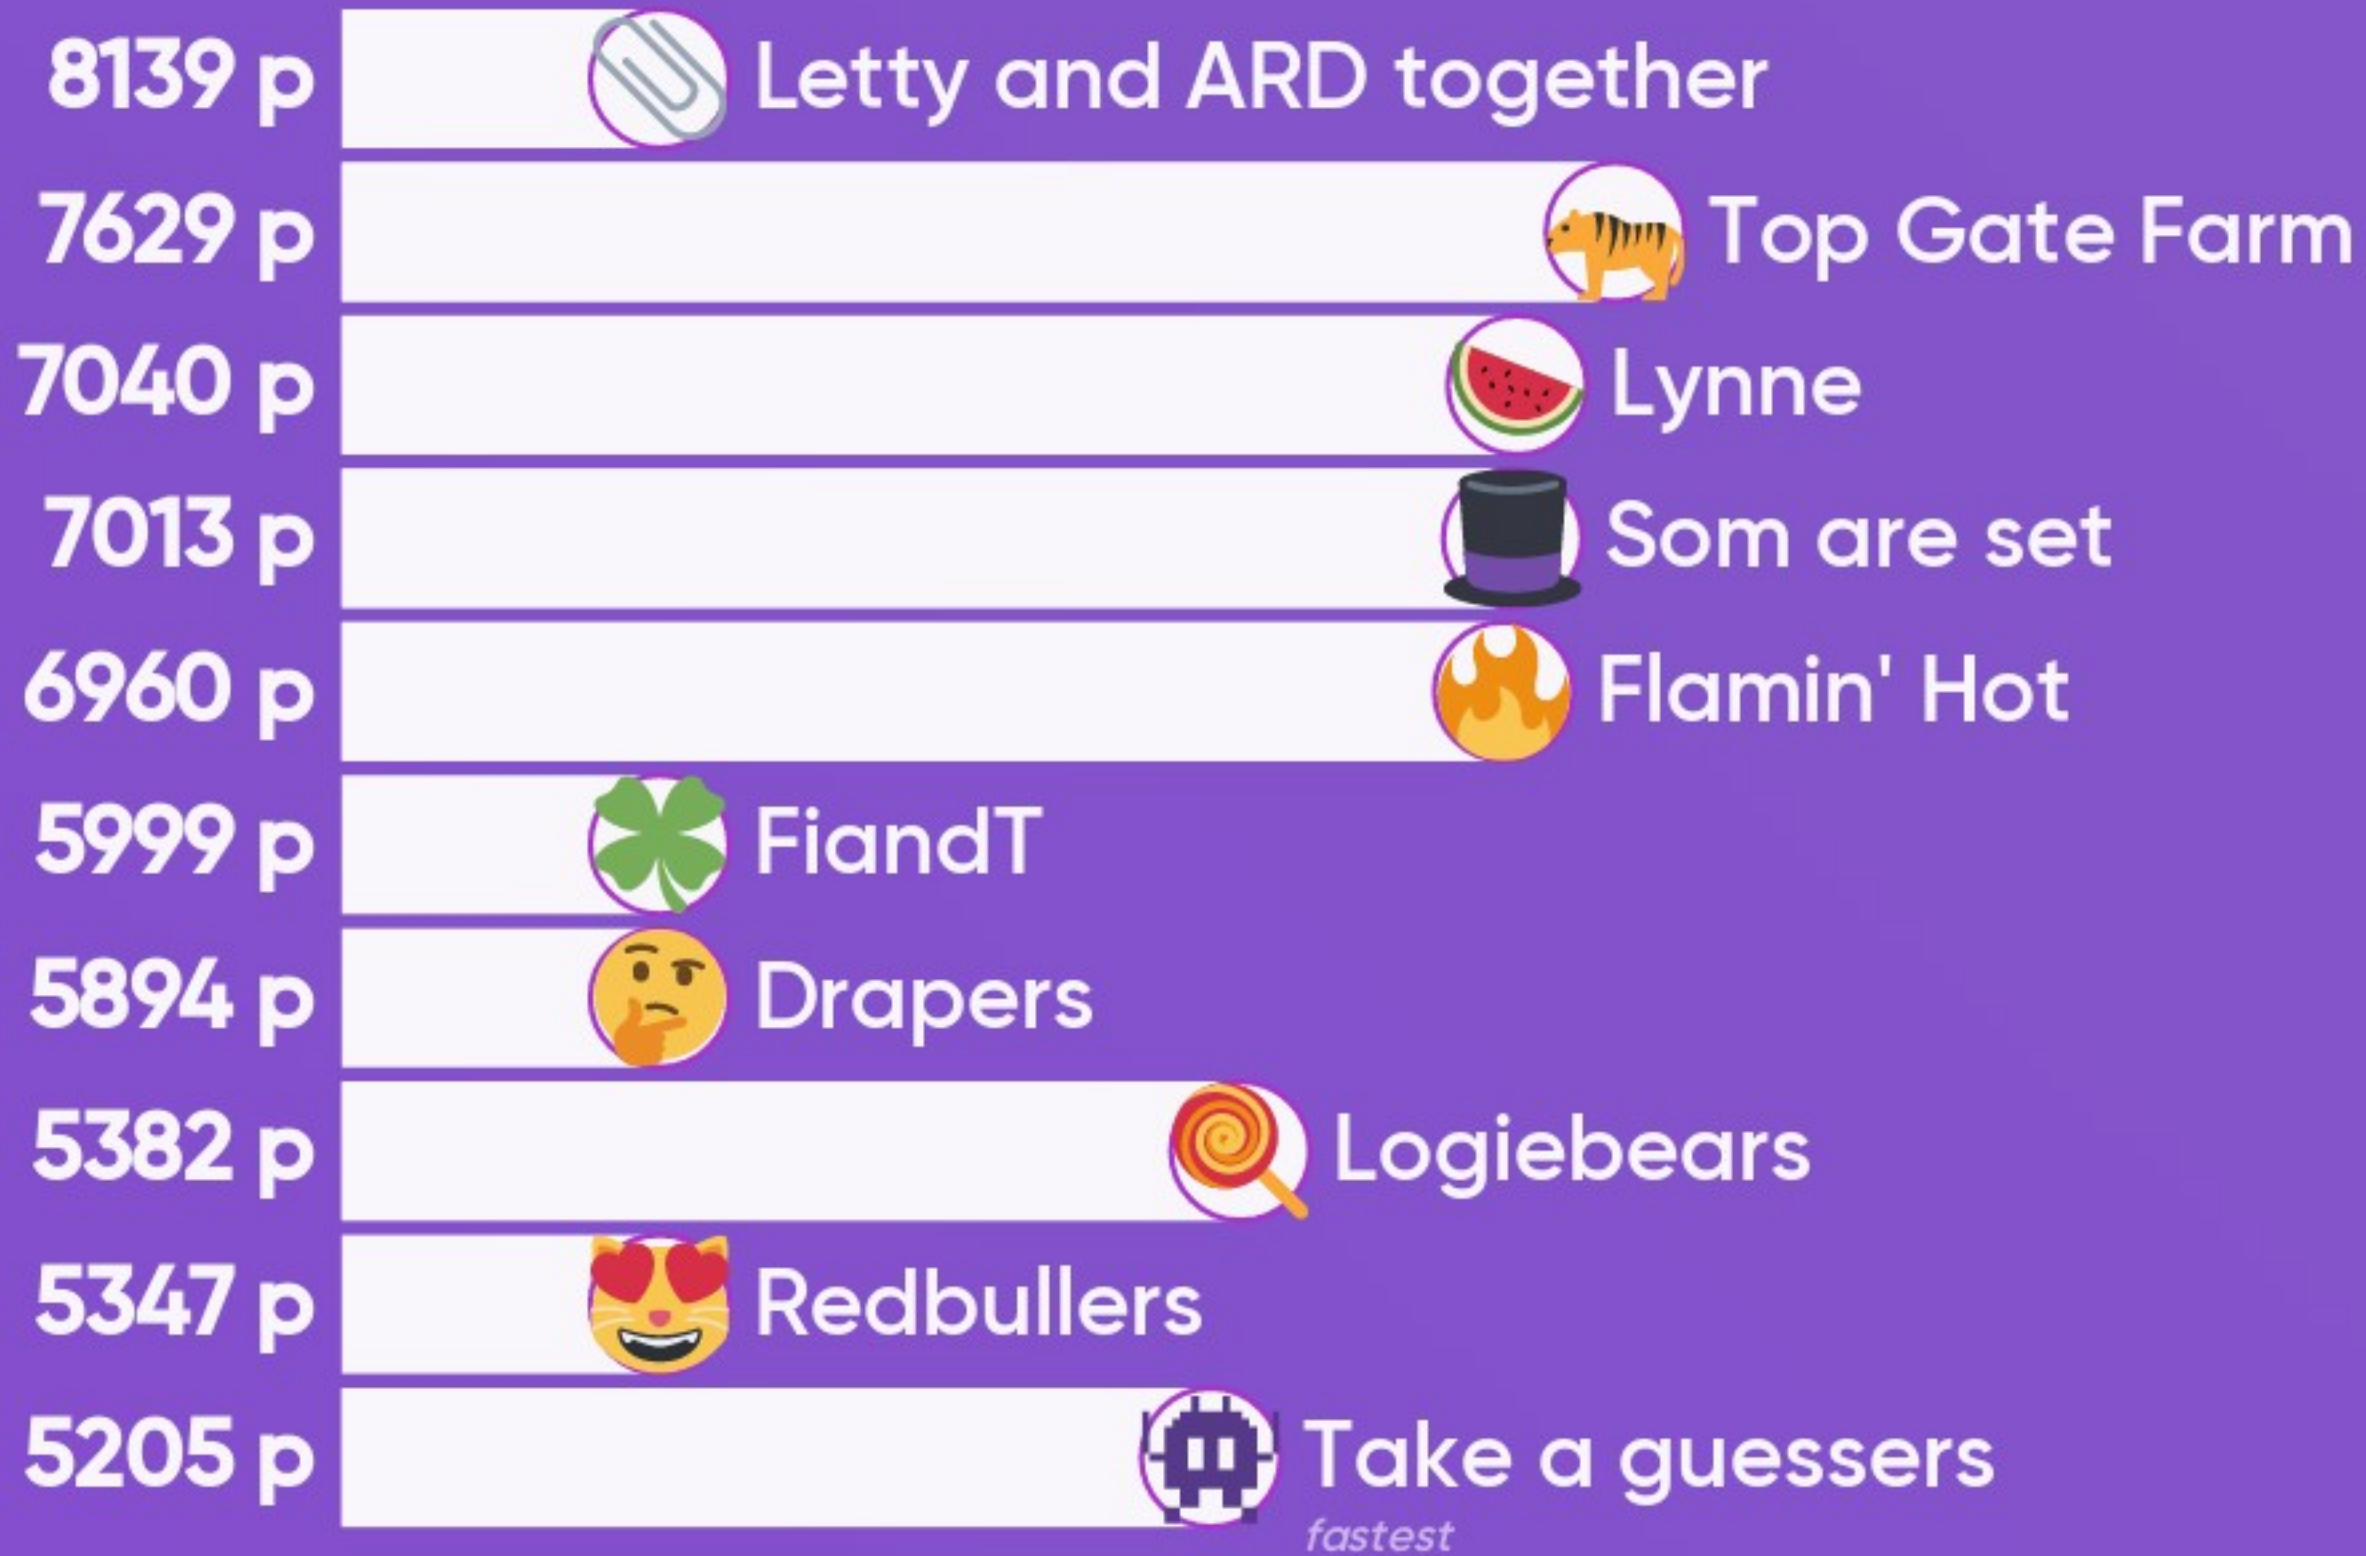 8139 p Letty and ARD together
7629 p Top Gate Farm
7040 p Lynne
7013 p Som are set
6960 p Flamin' Hot
5999 p FiandT
5894 p Drapers
5382 p Logiebears
5347 p Redbullers
5205 p Take a guessers
fastest